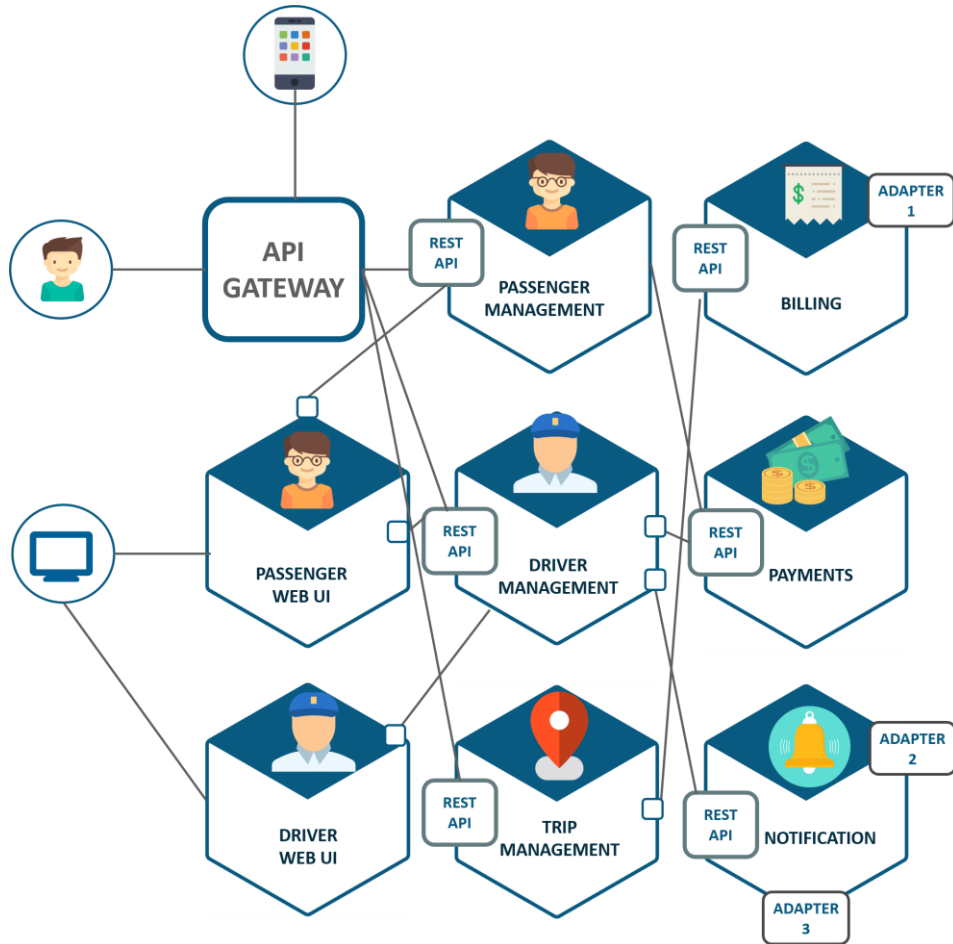 API
GATEWAY
REST
API
PASSENGER
MANAGEMENT
REST
API
BILLING
ADAPTER
1
PASSENGER
WEB UI
REST
API
DRIVER
MANAGEMENT
REST
API
PAYMENTS
DRIVER
WEB UI
REST
API
TRIP
MANAGEMENT
REST
API
NOTIFICATION
ADAPTER
2
ADAPTER
3